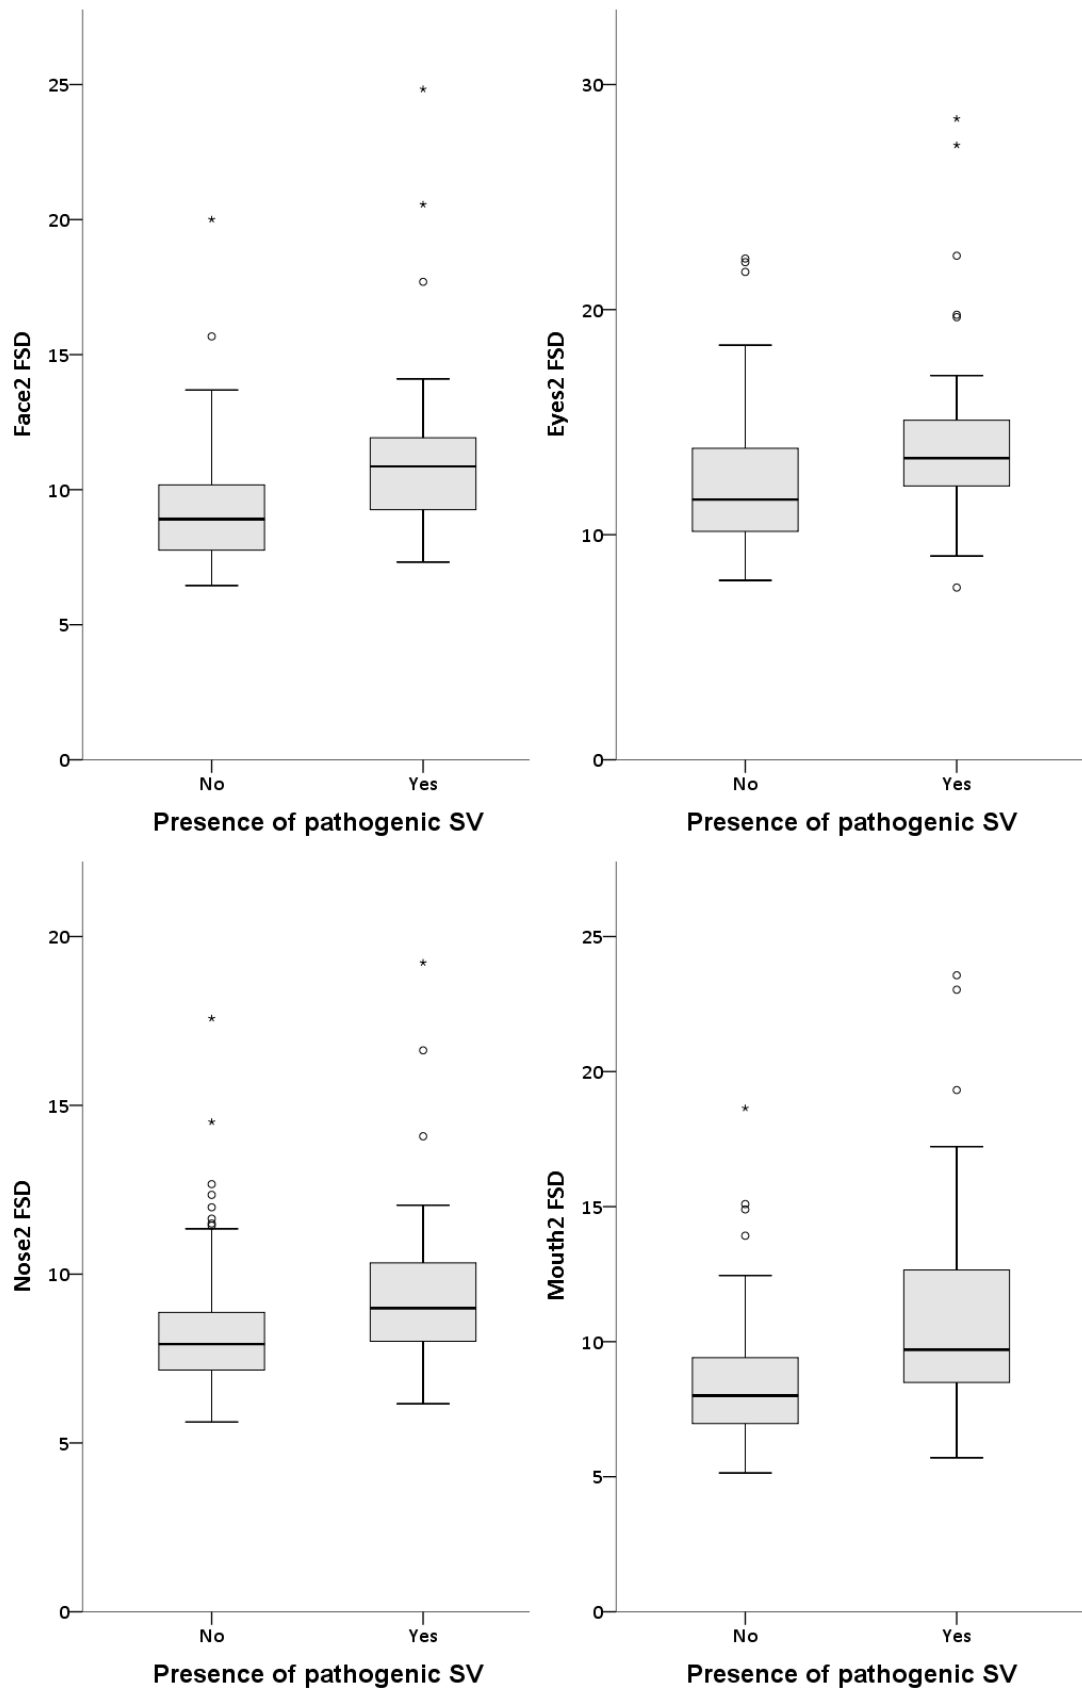 Face2 FSD
25
20
15
10
5
0
No Yes
Presence of pathogenic SV
Eyes2 FSD
30
20
10
0
No Yes
Presence of pathogenic SV
Nose2 FSD
20
15
10
5
0
No Yes
Presence of pathogenic SV
Mouth2 FSD
25
20
15
10
5
0
No Yes
Presence of pathogenic SV